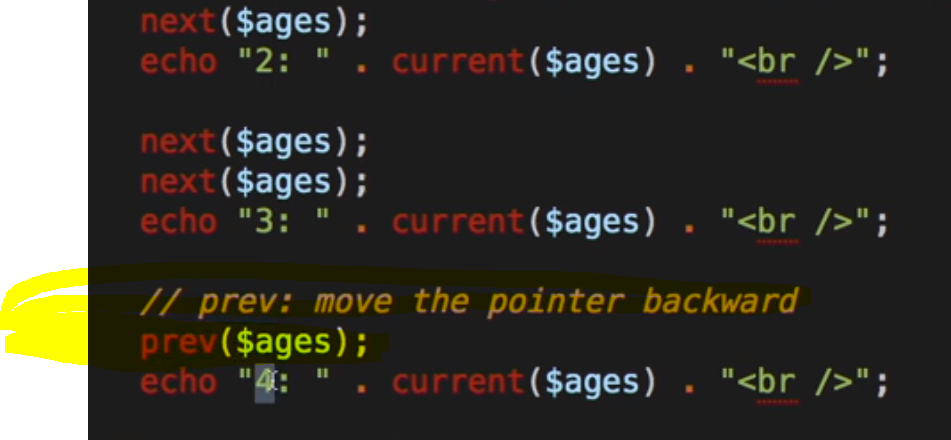 next($ages);
echo "2: " . current($ages) . "<br />";
next($ages);
next($ages);
echo "3: " . current($ages) . "<br />";
// prev: move the pointer backward
prev($ages);
echo "4: " . current($ages) . "<br />";